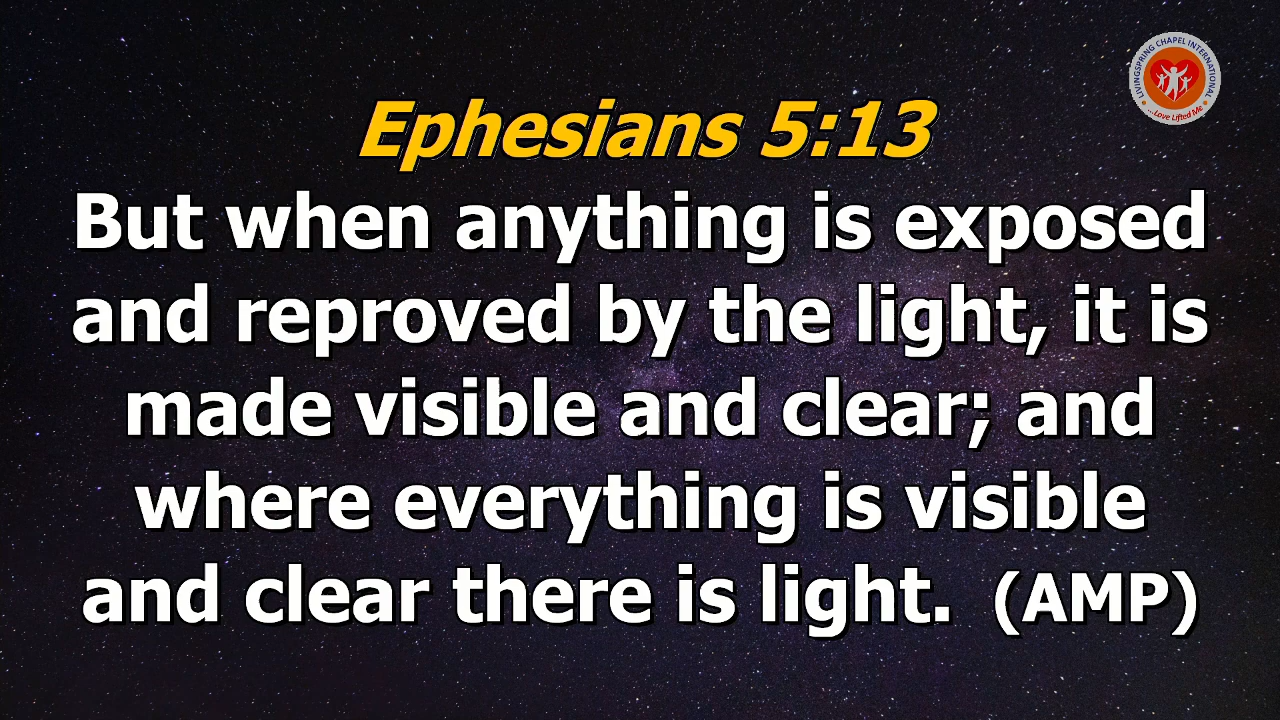 LIVINGSPRING CHAPEL INTERNATIONAL
...Love Lifted Me
Ephesians 5:13
But when anything is exposed
and reproved by the light, it is
made visible and clear; and
where everything is visible
and clear there is light. (AMP)